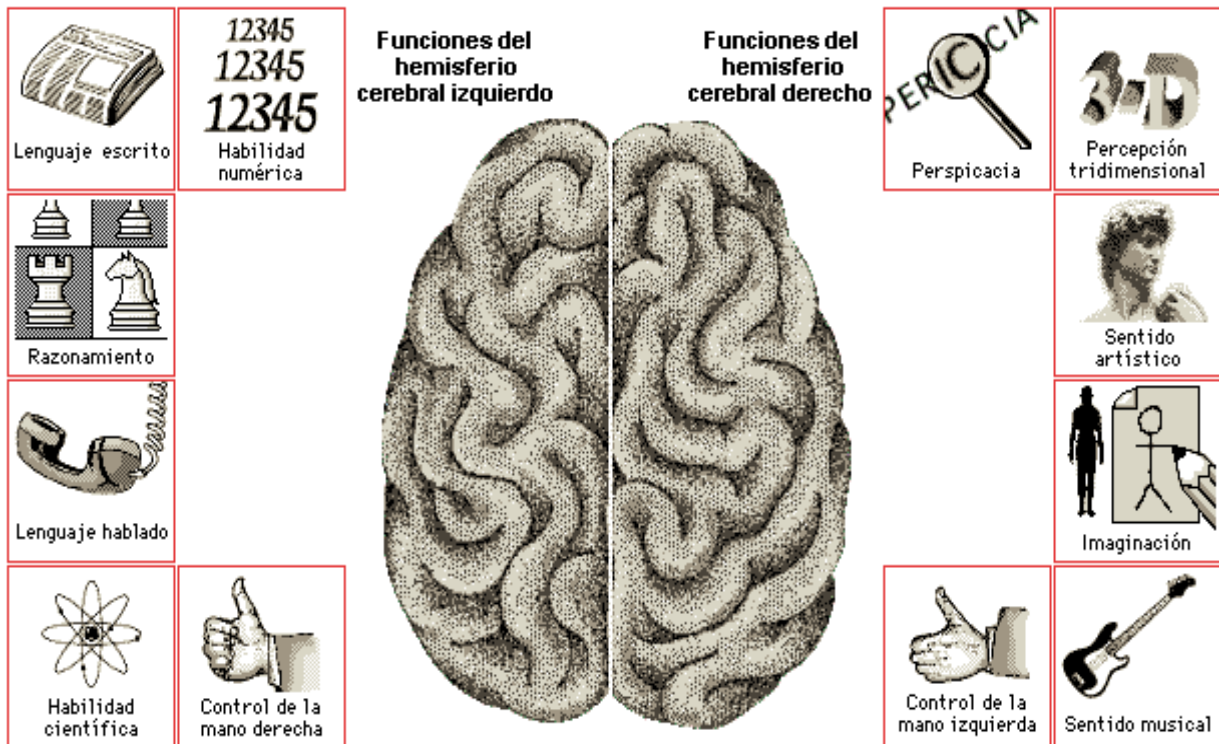 12345
12345
12345
Lenguaje escrito
Habilidad
numérica
Funciones del
hemisferio
cerebral izquierdo
Funciones del
hemisferio
cerebral derecho
PERICCIA
Perspicacia
3-D
Percepción
tridimensional
Razonamiento
Sentido
artístico
Lenguaje hablado
Imaginación
Habilidad
científica
Control de la
mano derecha
Control de la
mano izquierda
Sentido musical